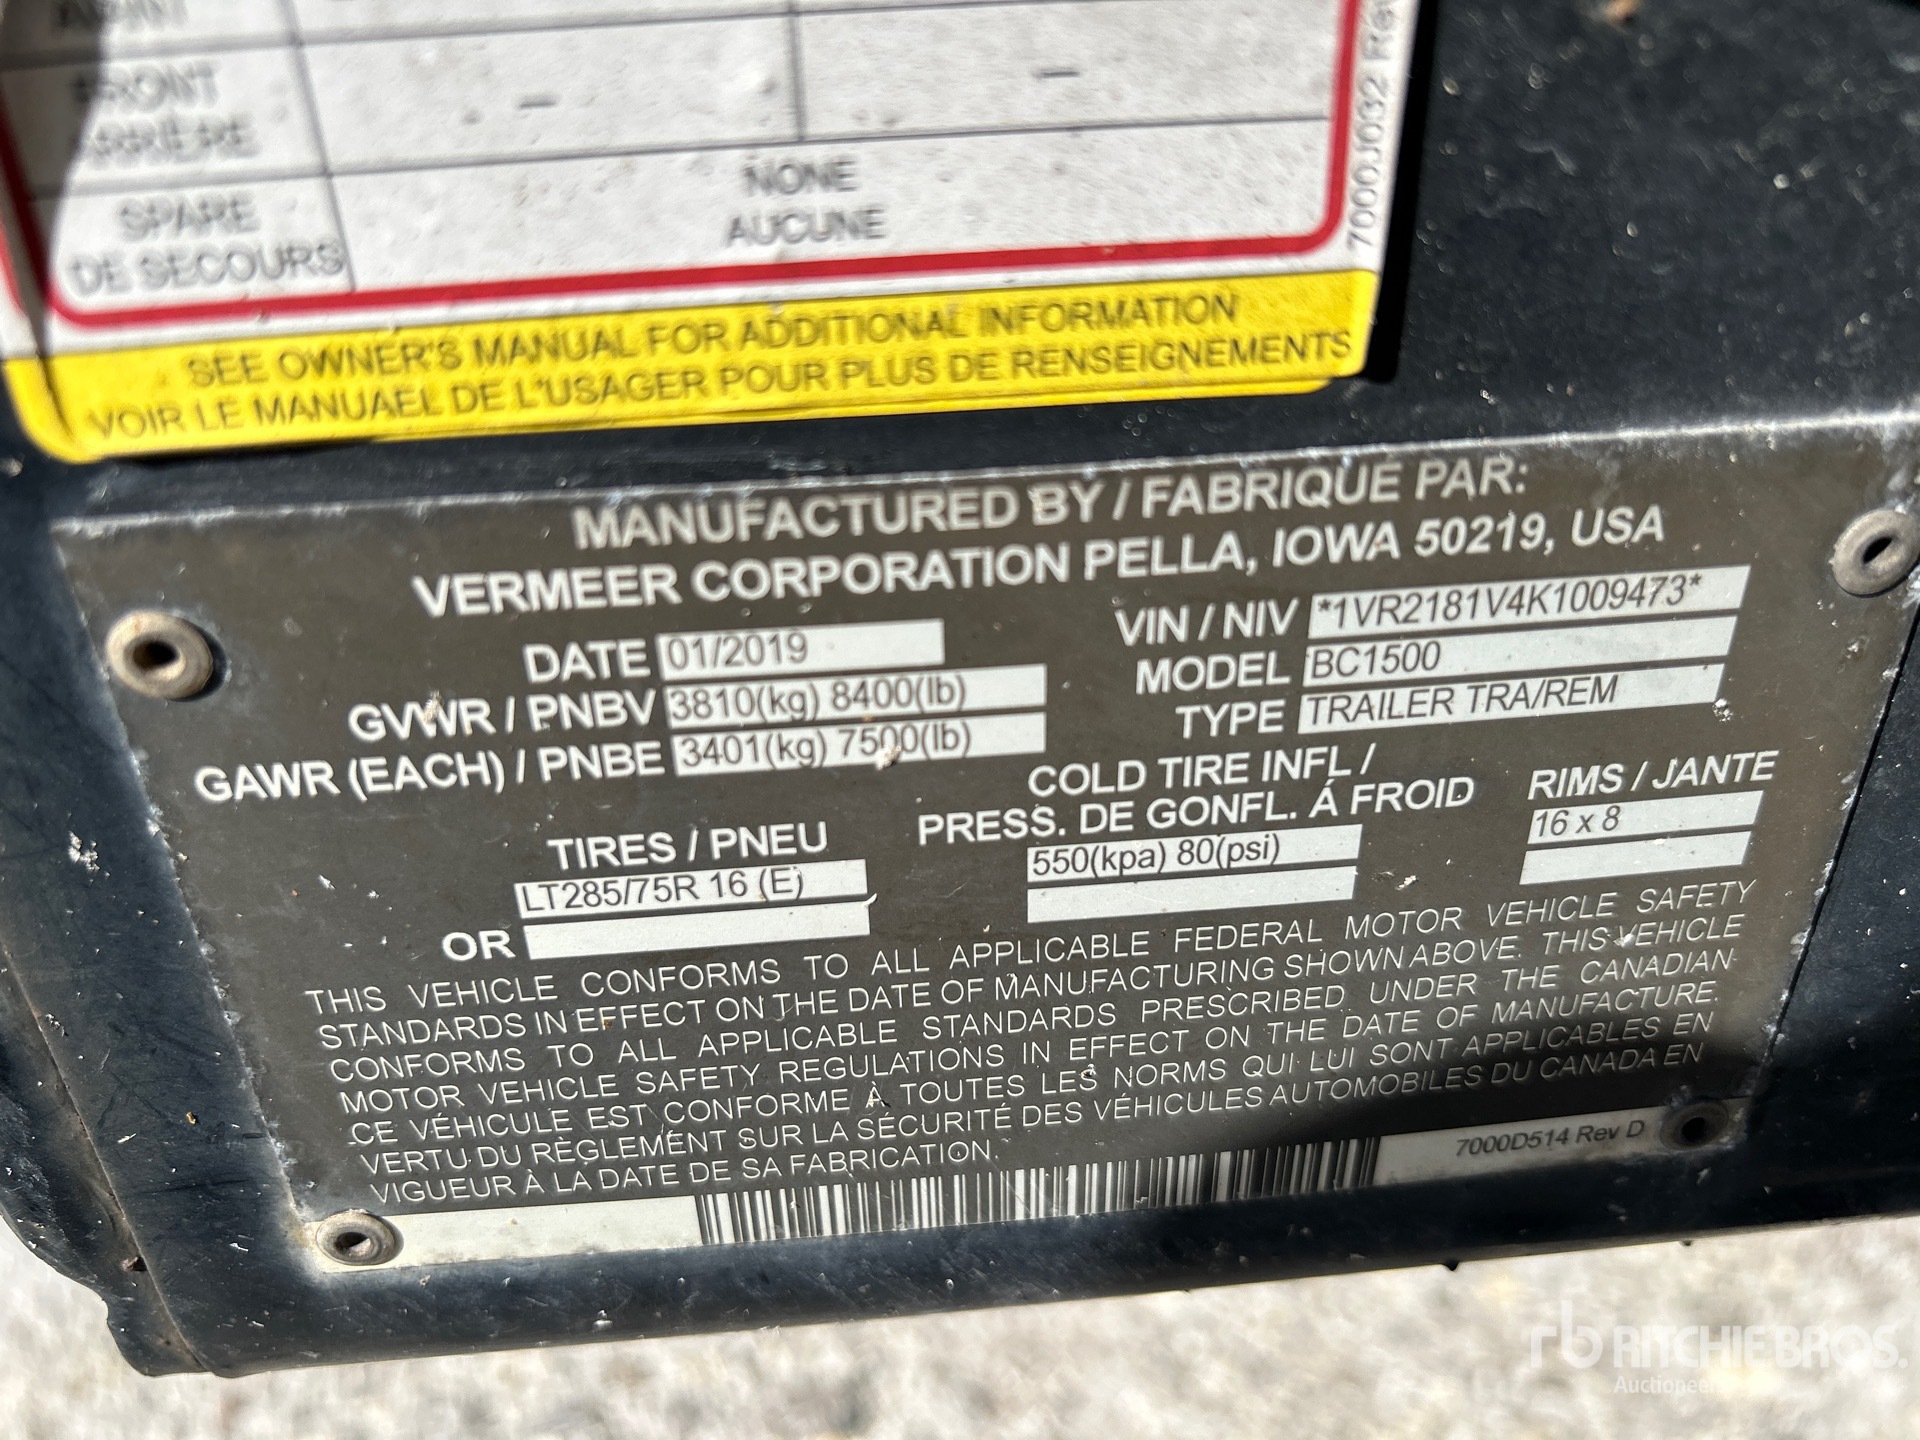 FRONT
ARRIÈRE
–
–
SPARE
DE SECOURS
NONE
AUCUNE
7000J032 Rev
SEE OWNER'S MANUAL FOR ADDITIONAL INFORMATION
VOIR LE MANUAEL DE L'USAGER POUR PLUS DE RENSEIGNEMENTS
MANUFACTURED BY / FABRIQUÉ PAR:
VERMEER CORPORATION PELLA, IOWA 50219, USA
DATE 01/2019
GVWR / PNBV 3810(kg) 8400(lb)
GAWR (EACH) / PNBE 3401(kg) 7500(lb)
VIN / NIV *1VR2181V4K1009473*
MODEL BC1500
TYPE TRAILER TRA/REM
TIRES / PNEU
LT285/75R 16 (E)
OR
COLD TIRE INFL /
PRESS. DE GONFL. Á FROID
550(kpa) 80(psi)
RIMS / JANTE
16 x 8
THIS VEHICLE CONFORMS TO ALL APPLICABLE FEDERAL MOTOR VEHICLE SAFETY
STANDARDS IN EFFECT ON THE DATE OF MANUFACTURING SHOWN ABOVE. THIS VEHICLE
CONFORMS TO ALL APPLICABLE STANDARDS PRESCRIBED UNDER THE CANADIAN
MOTOR VEHICLE SAFETY REGULATIONS IN EFFECT ON THE DATE OF MANUFACTURE.
CE VÉHICULE EST CONFORME À TOUTES LES NORMS QUI LUI SONT APPLICABLES EN
VERTU DU RÈGLEMENT SUR LA SÉCURITÉ DES VÉHICULES AUTOMOBILES DU CANADA EN
VIGUEUR À LA DATE DE SA FABRICATION.
7000D514 Rev D
rb RITCHIE BROS.
Auctioneer